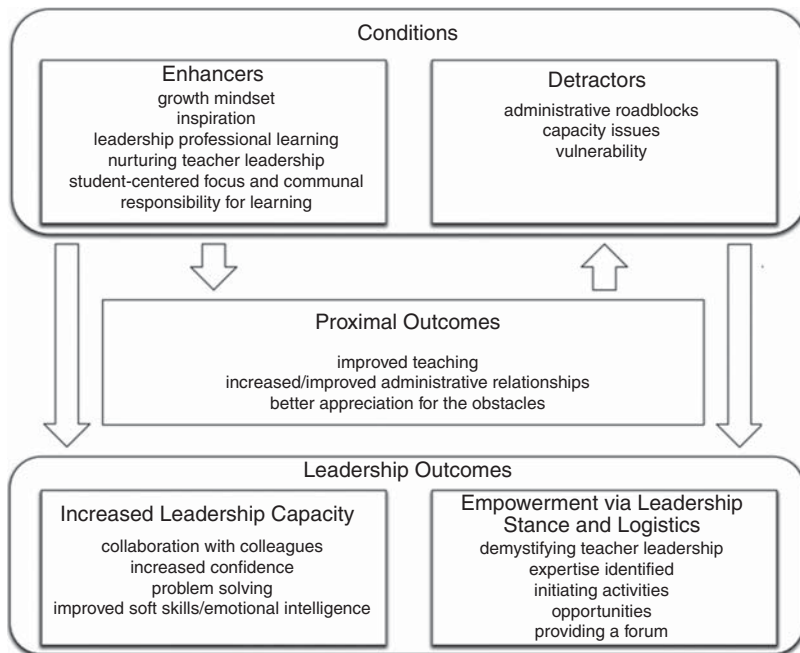 Conditions
Enhancers
growth mindset
inspiration
leadership professional learning
nurturing teacher leadership
student-centered focus and communal
responsibility for learning
Detractors
administrative roadblocks
capacity issues
vulnerability
Proximal Outcomes
improved teaching
increased/improved administrative relationships
better appreciation for the obstacles
Leadership Outcomes
Increased Leadership Capacity
collaboration with colleagues
increased confidence
problem solving
improved soft skills/emotional intelligence
Empowerment via Leadership
Stance and Logistics
demystifying teacher leadership
expertise identified
initiating activities
opportunities
providing a forum